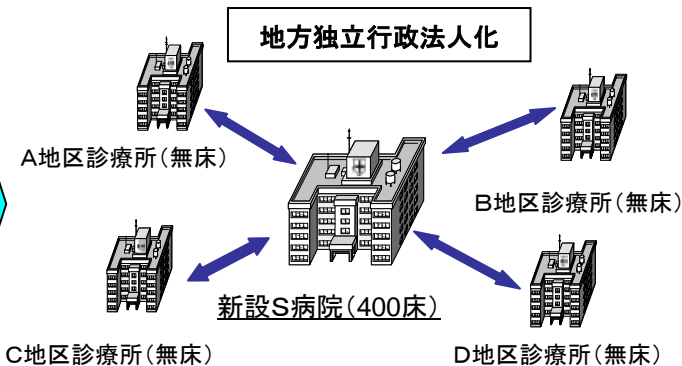 地方独立行政法人化
A地区診療所（無床）
B地区診療所（無床）
新設S病院（400床）
C地区診療所（無床）
D地区診療所（無床）